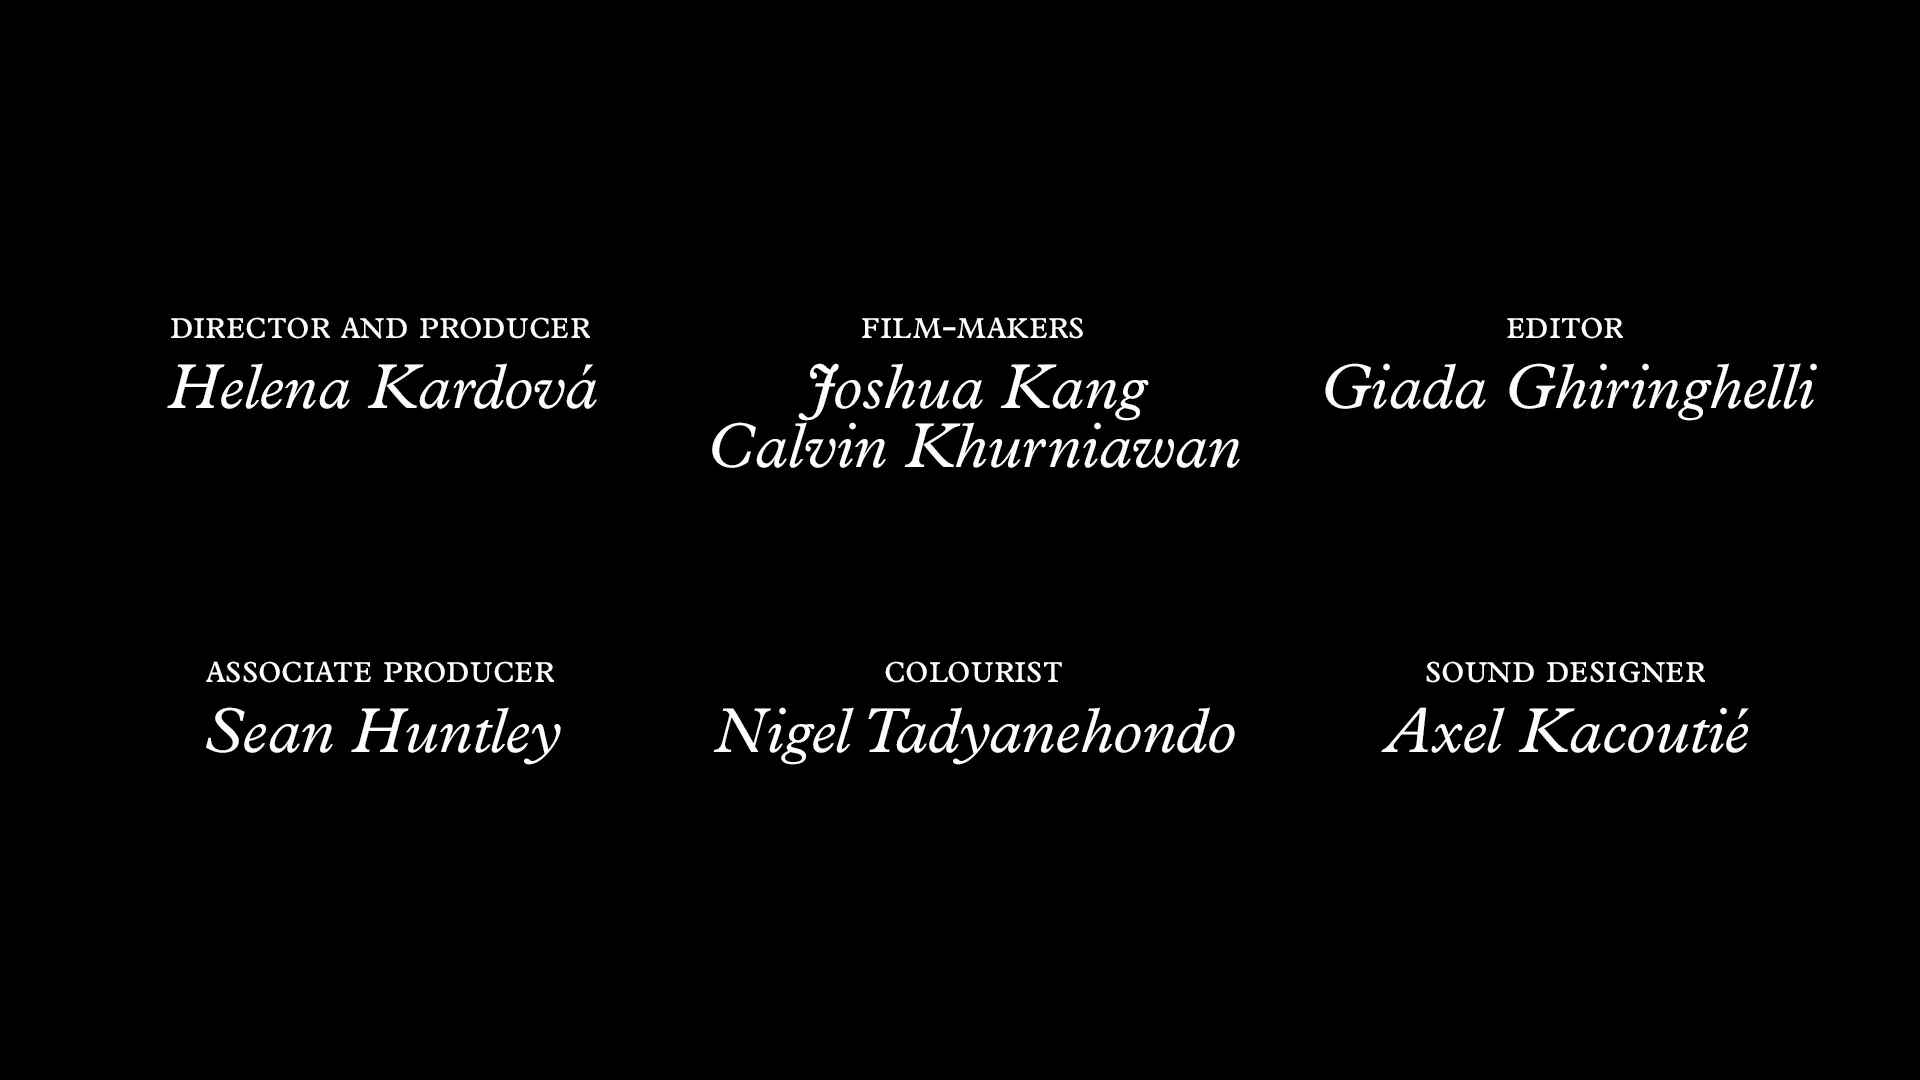 DIRECTOR AND PRODUCER
Helena Kardová
FILM-MAKERS
Joshua Kang
Calvin Khurniawan
EDITOR
Giada Ghiringhelli
ASSOCIATE PRODUCER
Sean Huntley
COLOURIST
Nigel Tadyanehondo
SOUND DESIGNER
Axel Kacoutié